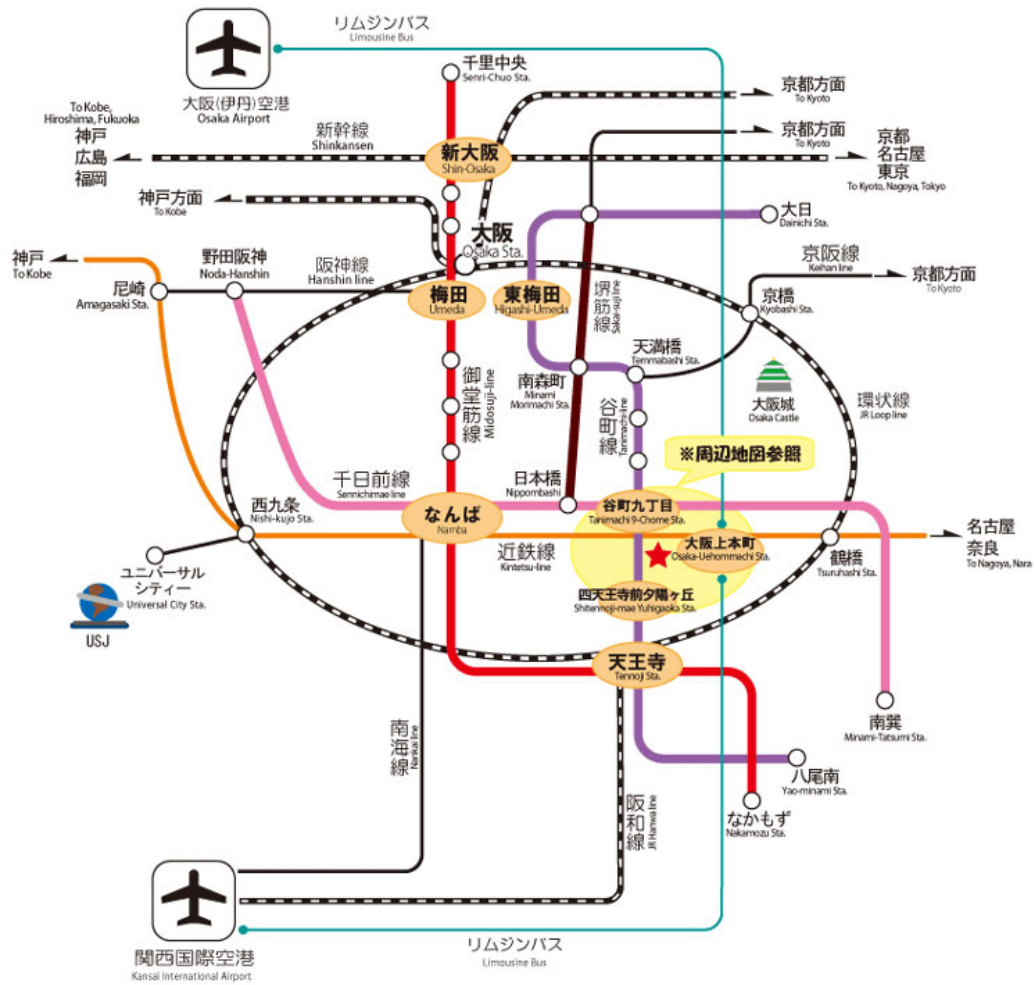 リムジンバス
Limousine Bus
大阪(伊丹)空港
Osaka Airport
千里中央
Senri-Chuo Sta.
京都方面
To Kyoto
To Kobe,
Hiroshima, Fukuoka
神戸
広島
福岡
新幹線
Shinkansen
新大阪
Shin-Osaka
京都方面
To Kyoto
京都
名古屋
東京
To Kyoto, Nagoya, Tokyo
神戸方面
To Kobe
大阪
Osaka Sta.
大日
Dainichi Sta.
神戸
To Kobe
野田阪神
Noda-Hanshin
阪神線
Hanshin line
京阪線
Keihan line
京都方面
To Kyoto
尼崎
Amagasaki Sta.
梅田
Umeda
東梅田
Higashi-Umeda
堺筋線
Sakai-suji line
京橋
Kyobashi Sta.
御堂筋線
Midosuji-line
南森町
Minami
Morimachi Sta.
天満橋
Temmabashi Sta.
谷町線
Tanimachi-line
大阪城
Osaka Castle
環状線
JR Loop line
※周辺地図参照
千日前線
Sennichimae line
日本橋
Nippombashi
西九条
Nishi-kujo Sta.
なんば
Namba
谷町九丁目
Tanimachi 9-Chome Sta.
大阪上本町
Osaka-Uehommachi Sta.
近鉄線
Kintetsu-line
鶴橋
Tsuruhashi Sta.
名古屋
奈良
To Nagoya, Nara
ユニバーサル
シティー
Universal City Sta.
USJ
四天王寺前夕陽ヶ丘
Shitennoji-mae Yuhigaoka Sta.
天王寺
Tennoji Sta.
南海線
Nankai line
南巽
Minami-Tatsumi Sta.
八尾南
Yao-minami Sta.
阪和線
JR Hanwa line
なかもず
Nakamozu Sta.
関西国際空港
Kansai International Airport
リムジンバス
Limousine Bus